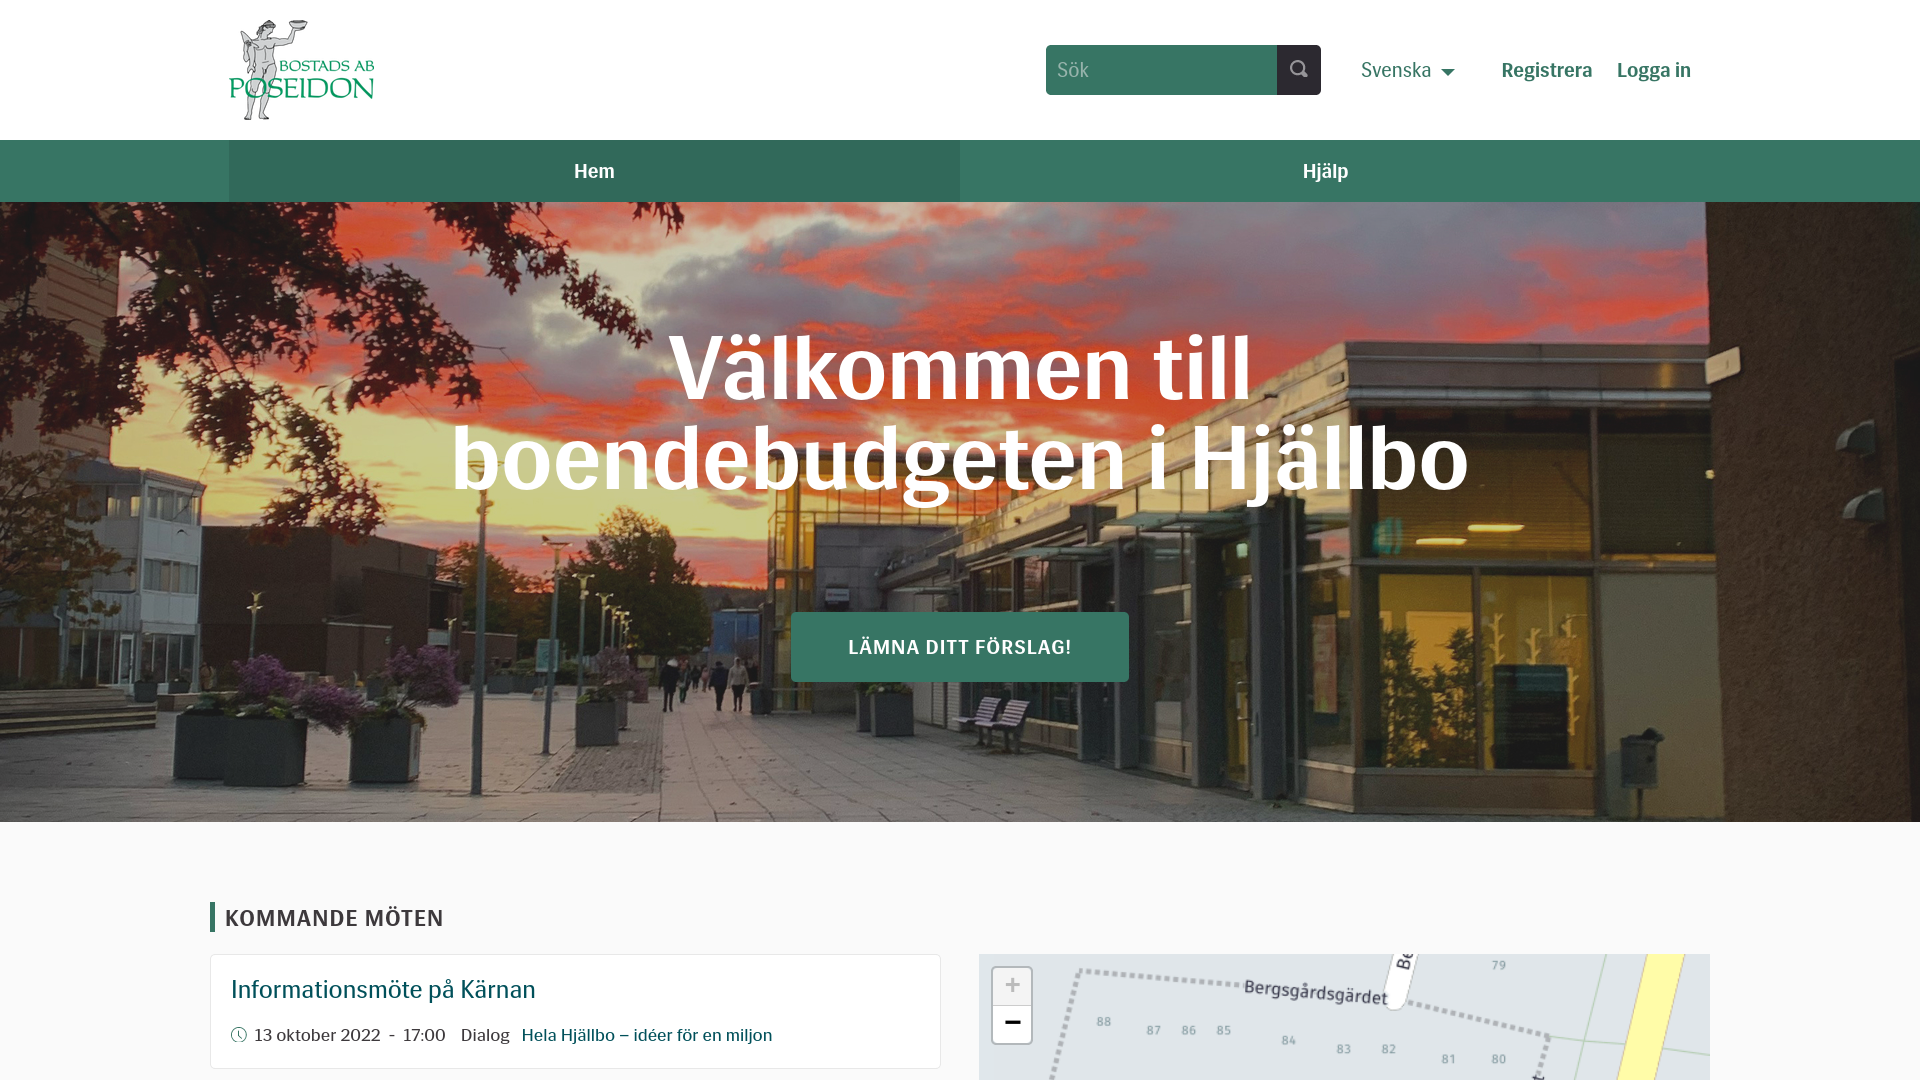 BOSTADS AB
POSEIDON
Sök
Svenska
Registrera
Logga in
Hem
Hjälp
Välkommen till
boendebudgeten i Hjällbo
LÄMNA DITT FÖRSLAG!
KOMMANDE MÖTEN
Informationsmöte på Kärnan
13 oktober 2022 - 17:00 Dialog Hela Hjällbo – idéer för en miljon
+
−
Bergsgårdsgärdet
Be
79
88
87
86
85
84
83
82
81
80